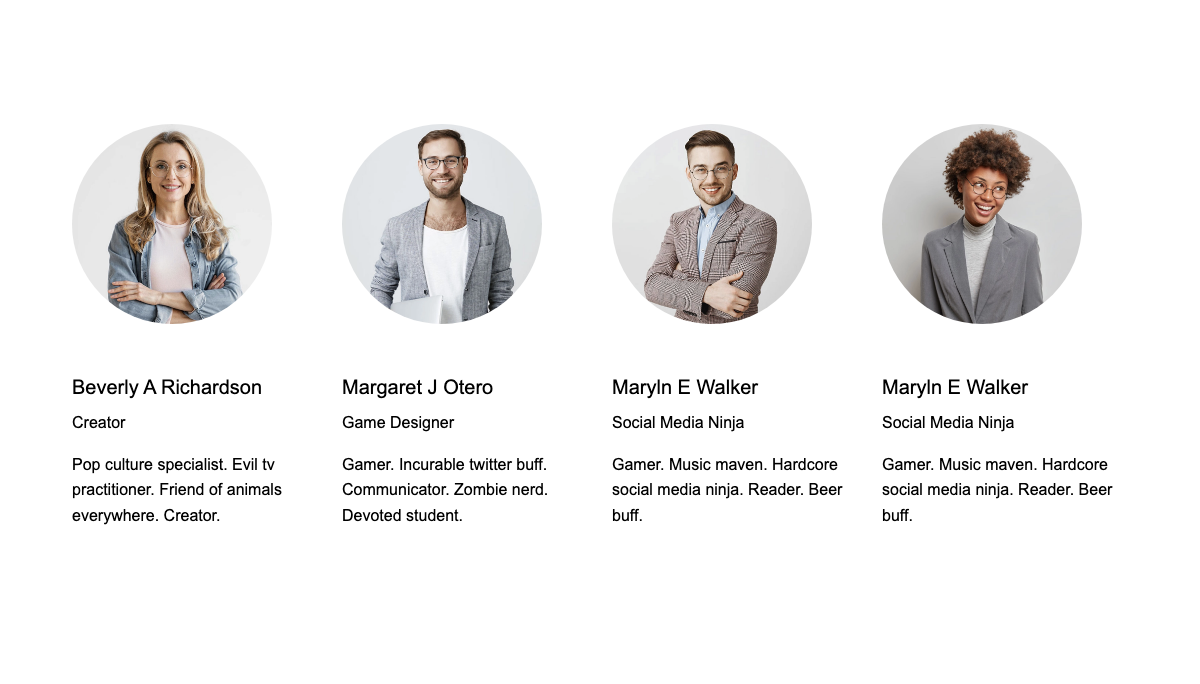 Beverly A Richardson
Creator
Pop culture specialist. Evil tv
practitioner. Friend of animals
everywhere. Creator.
Margaret J Otero
Game Designer
Gamer. Incurable twitter buff.
Communicator. Zombie nerd.
Devoted student.
Maryln E Walker
Social Media Ninja
Gamer. Music maven. Hardcore
social media ninja. Reader. Beer
buff.
Maryln E Walker
Social Media Ninja
Gamer. Music maven. Hardcore
social media ninja. Reader. Beer
buff.